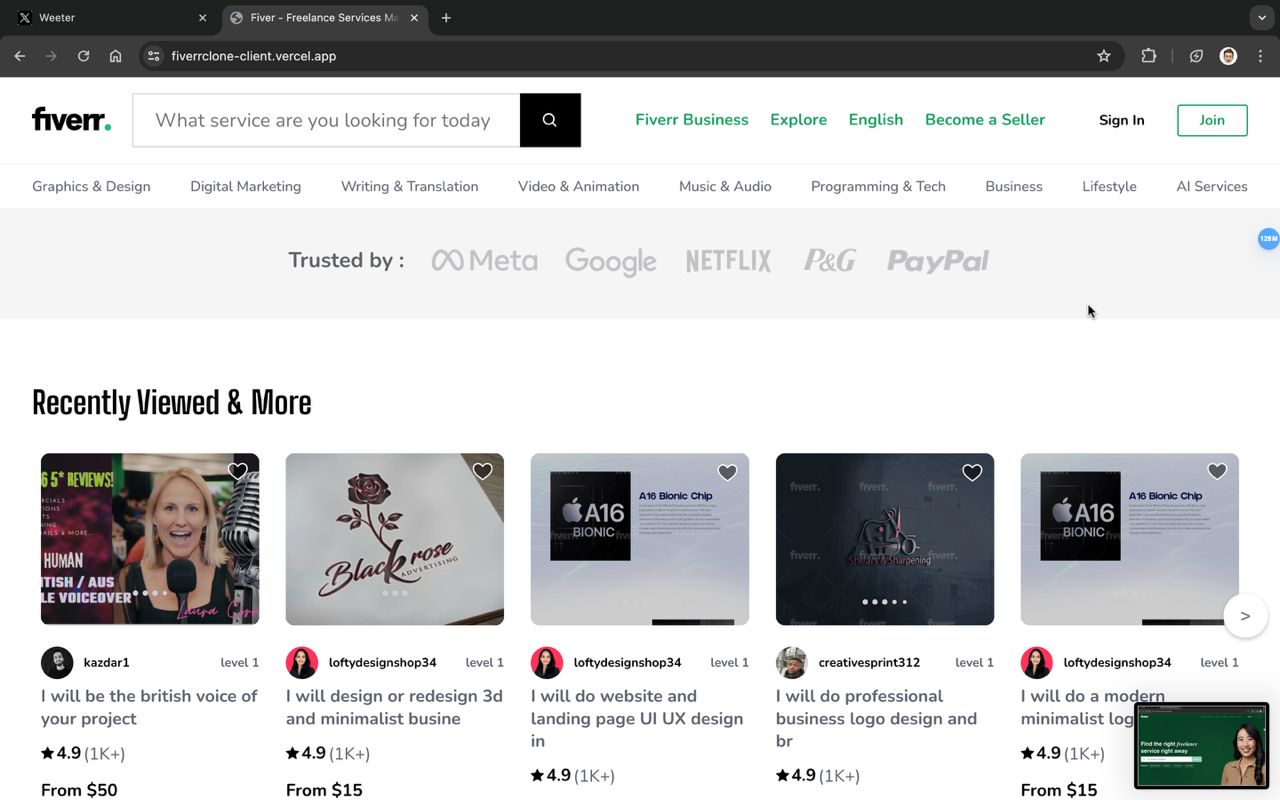 Weeter
Fiver - Freelance Services Ma
fiverrclone-client.vercel.app
fiverr.
What service are you looking for today
Fiverr Business
Explore
English
Become a Seller
Sign In
Join
Graphics & Design
Digital Marketing
Writing & Translation
Video & Animation
Music & Audio
Programming & Tech
Business
Lifestyle
AI Services
Trusted by :
Meta
Google
NETFLIX
P&G
PayPal
128M
Recently Viewed & More
6 5* REVIEWS!
HUMAN
TISH / AUS
LE VOICEOVER
Black rose
ADVERTISING
A16
BIONIC
A16 Bionic Chip
fiverr.
fiverr.
fiverr.
fiverr.
Shears & Sharpening
A16
BIONIC
A16 Bionic Chip
>
kazdar1
level 1
I will be the british voice of
your project
4.9 (1K+)
From $50
loftydesignshop34
level 1
I will design or redesign 3d
and minimalist busine
4.9 (1K+)
From $15
loftydesignshop34
level 1
I will do website and
landing page UI UX design
in
4.9 (1K+)
creativesprint312
level 1
I will do professional
business logo design and
br
4.9 (1K+)
loftydesignshop34
level 1
I will do a modern
minimalist log
4.9 (1K+)
From $15
Find the right freelance
service right away